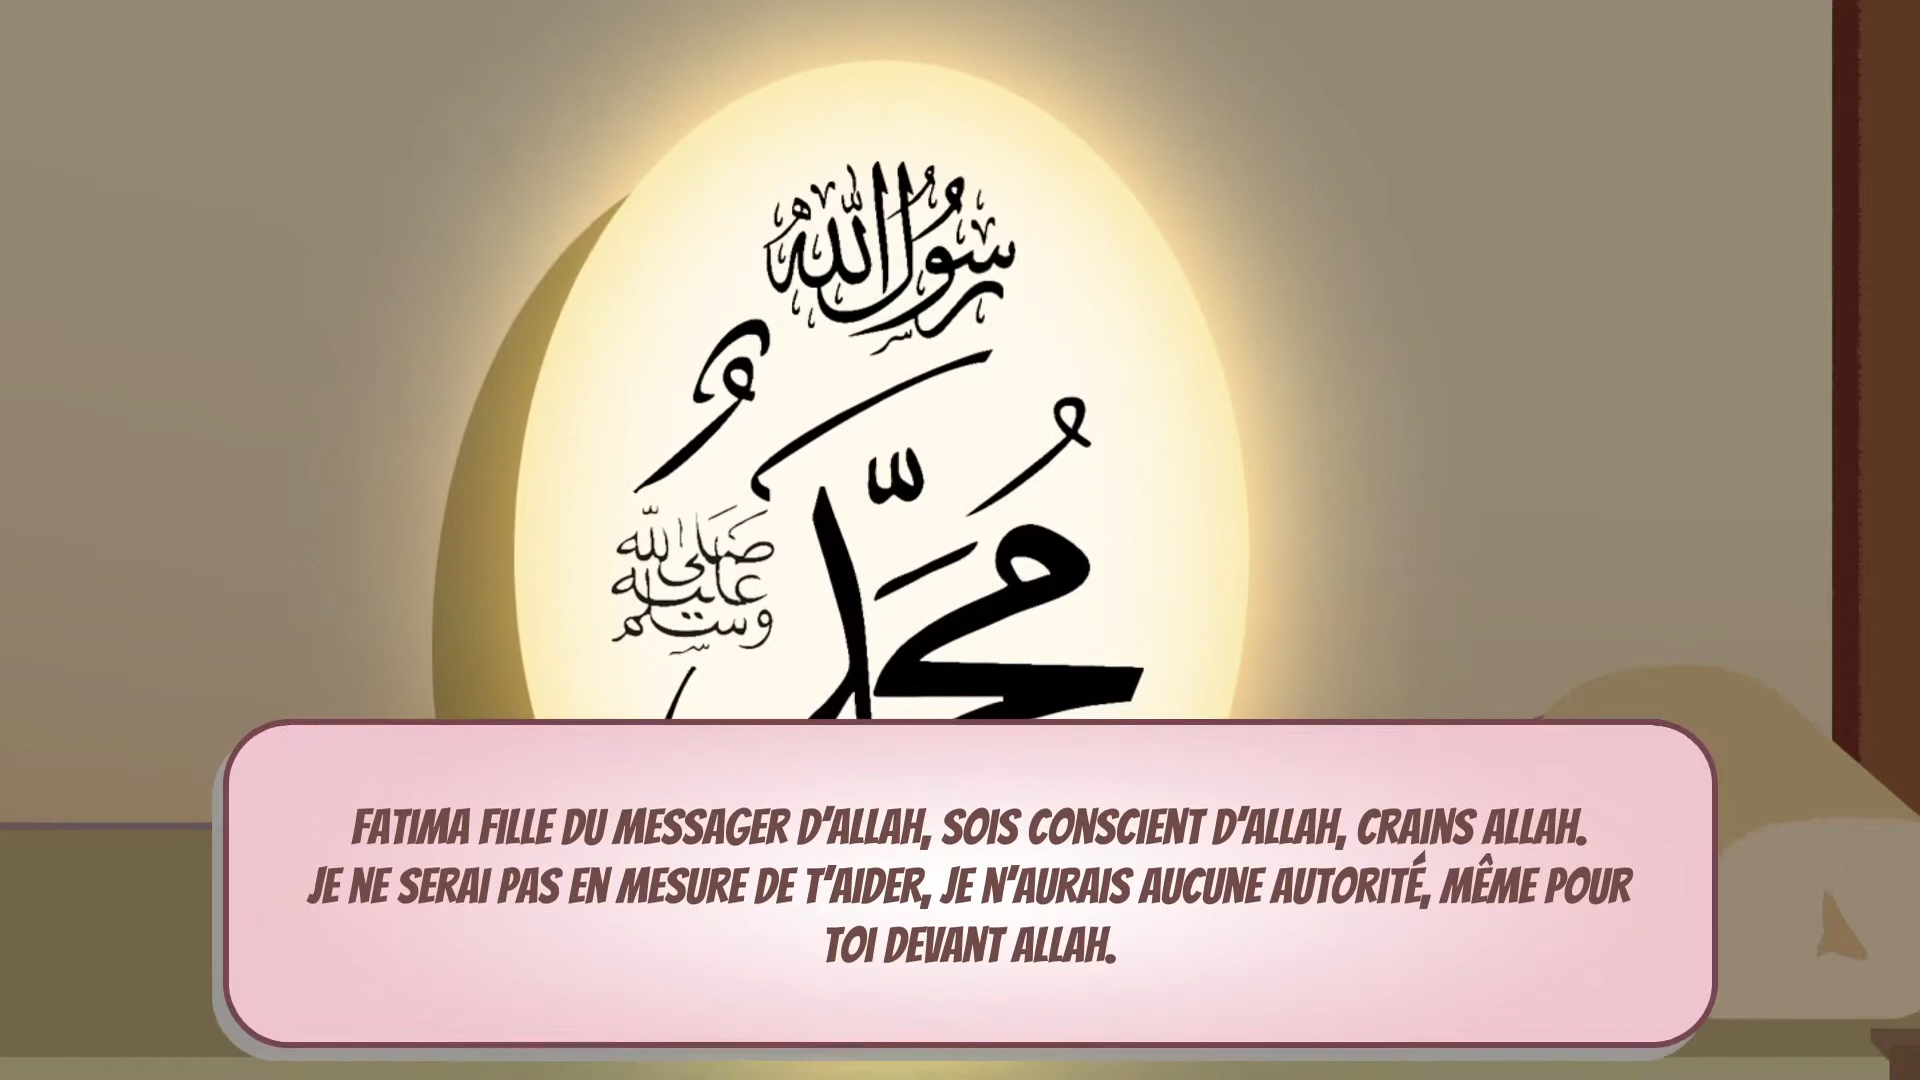 رسول الله
محمد
صلى الله
عليه
وسلم
FATIMA FILLE DU MESSAGER D'ALLAH, SOIS CONSCIENT D'ALLAH, CRAINS ALLAH.
JE NE SERAI PAS EN MESURE DE T'AIDER, JE N'AURAIS AUCUNE AUTORITÉ, MÊME POUR
TOI DEVANT ALLAH.